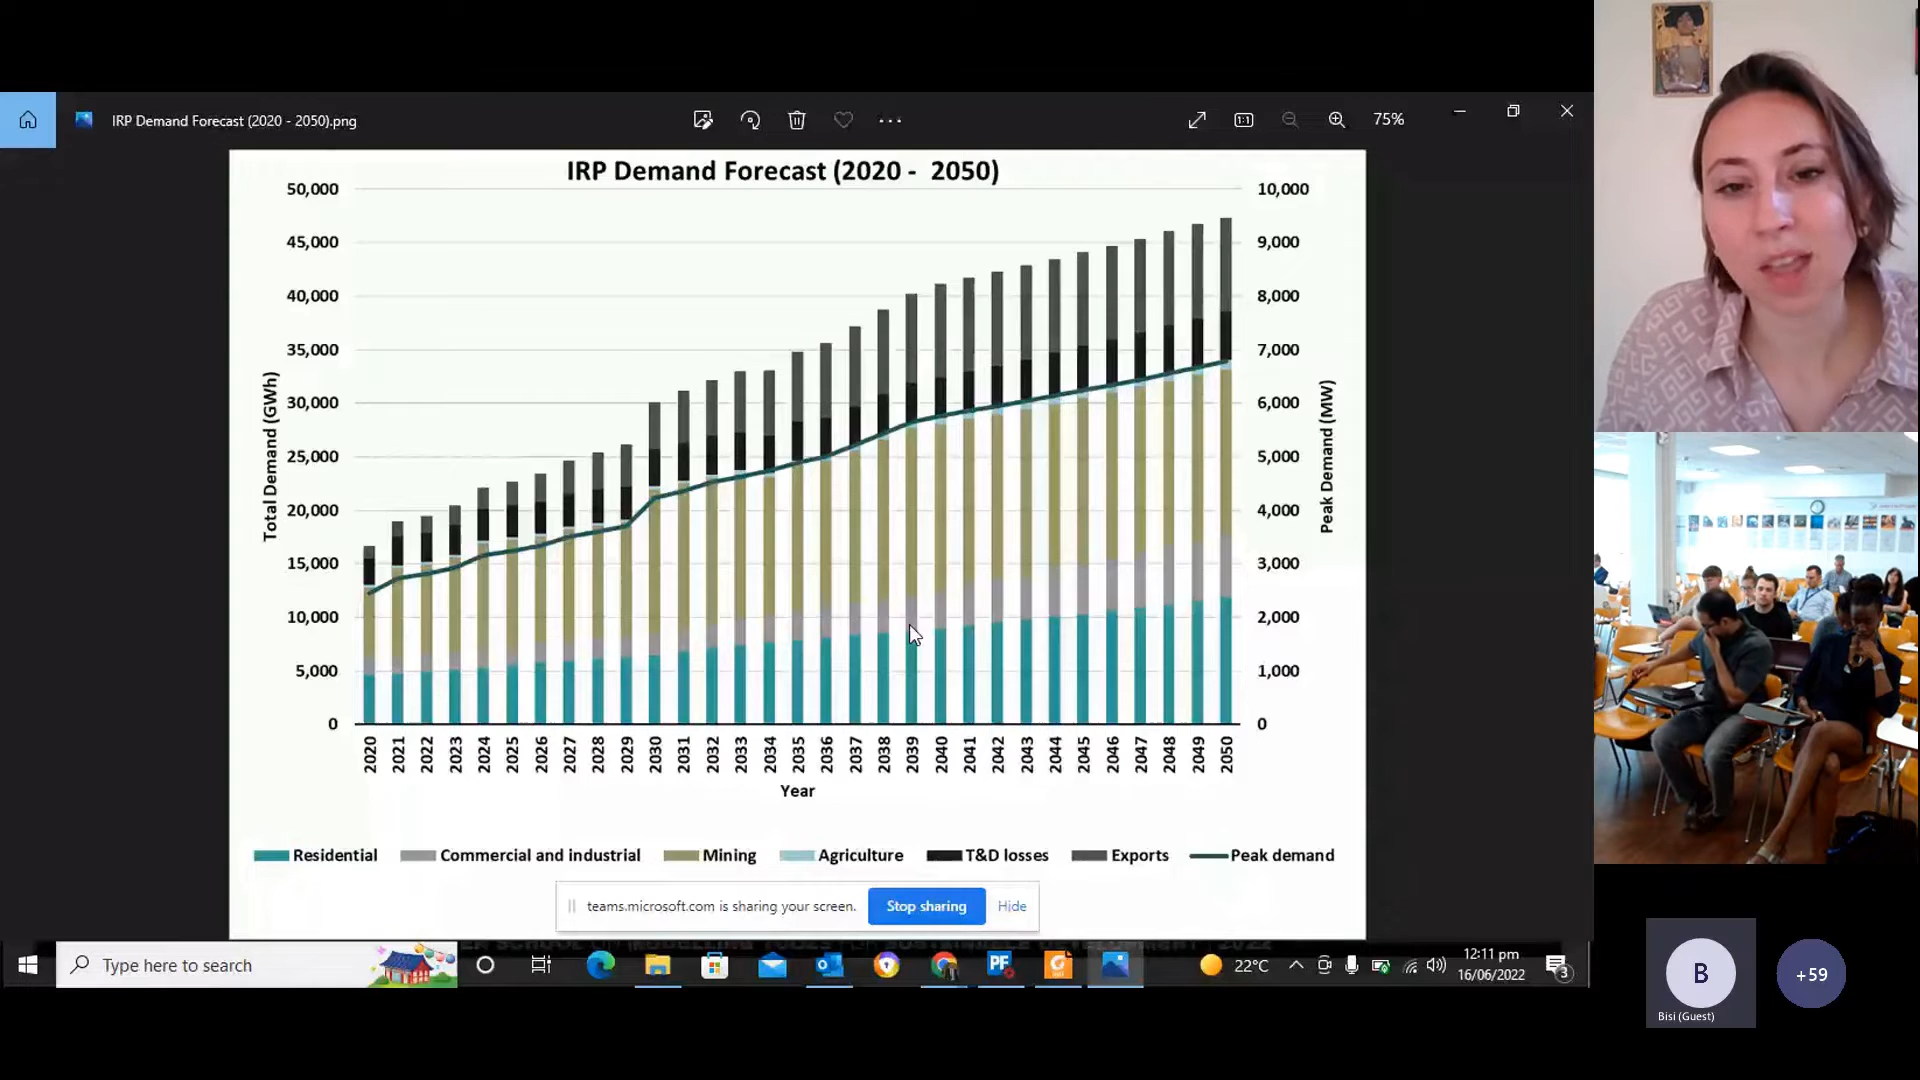 IRP Demand Forecast (2020 - 2050).png
75%
IRP Demand Forecast (2020 - 2050)
50,000
45,000
40,000
35,000
30,000
25,000
20,000
15,000
10,000
5,000
0
Total Demand (GWh)
10,000
9,000
8,000
7,000
6,000
5,000
4,000
3,000
2,000
1,000
0
Peak Demand (MW)
2020 2021 2022 2023 2024 2025 2026 2027 2028 2029 2030 2031 2032 2033 2034 2035 2036 2037 2038 2039 2040 2041 2042 2043 2044 2045 2046 2047 2048 2049 2050
Year
Residential Commercial and industrial Mining Agriculture T&D losses Exports Peak demand
teams.microsoft.com is sharing your screen. Stop sharing Hide
Type here to search
PF
22°C
12:11 pm
16/06/2022
3
B
Bisi (Guest)
+59